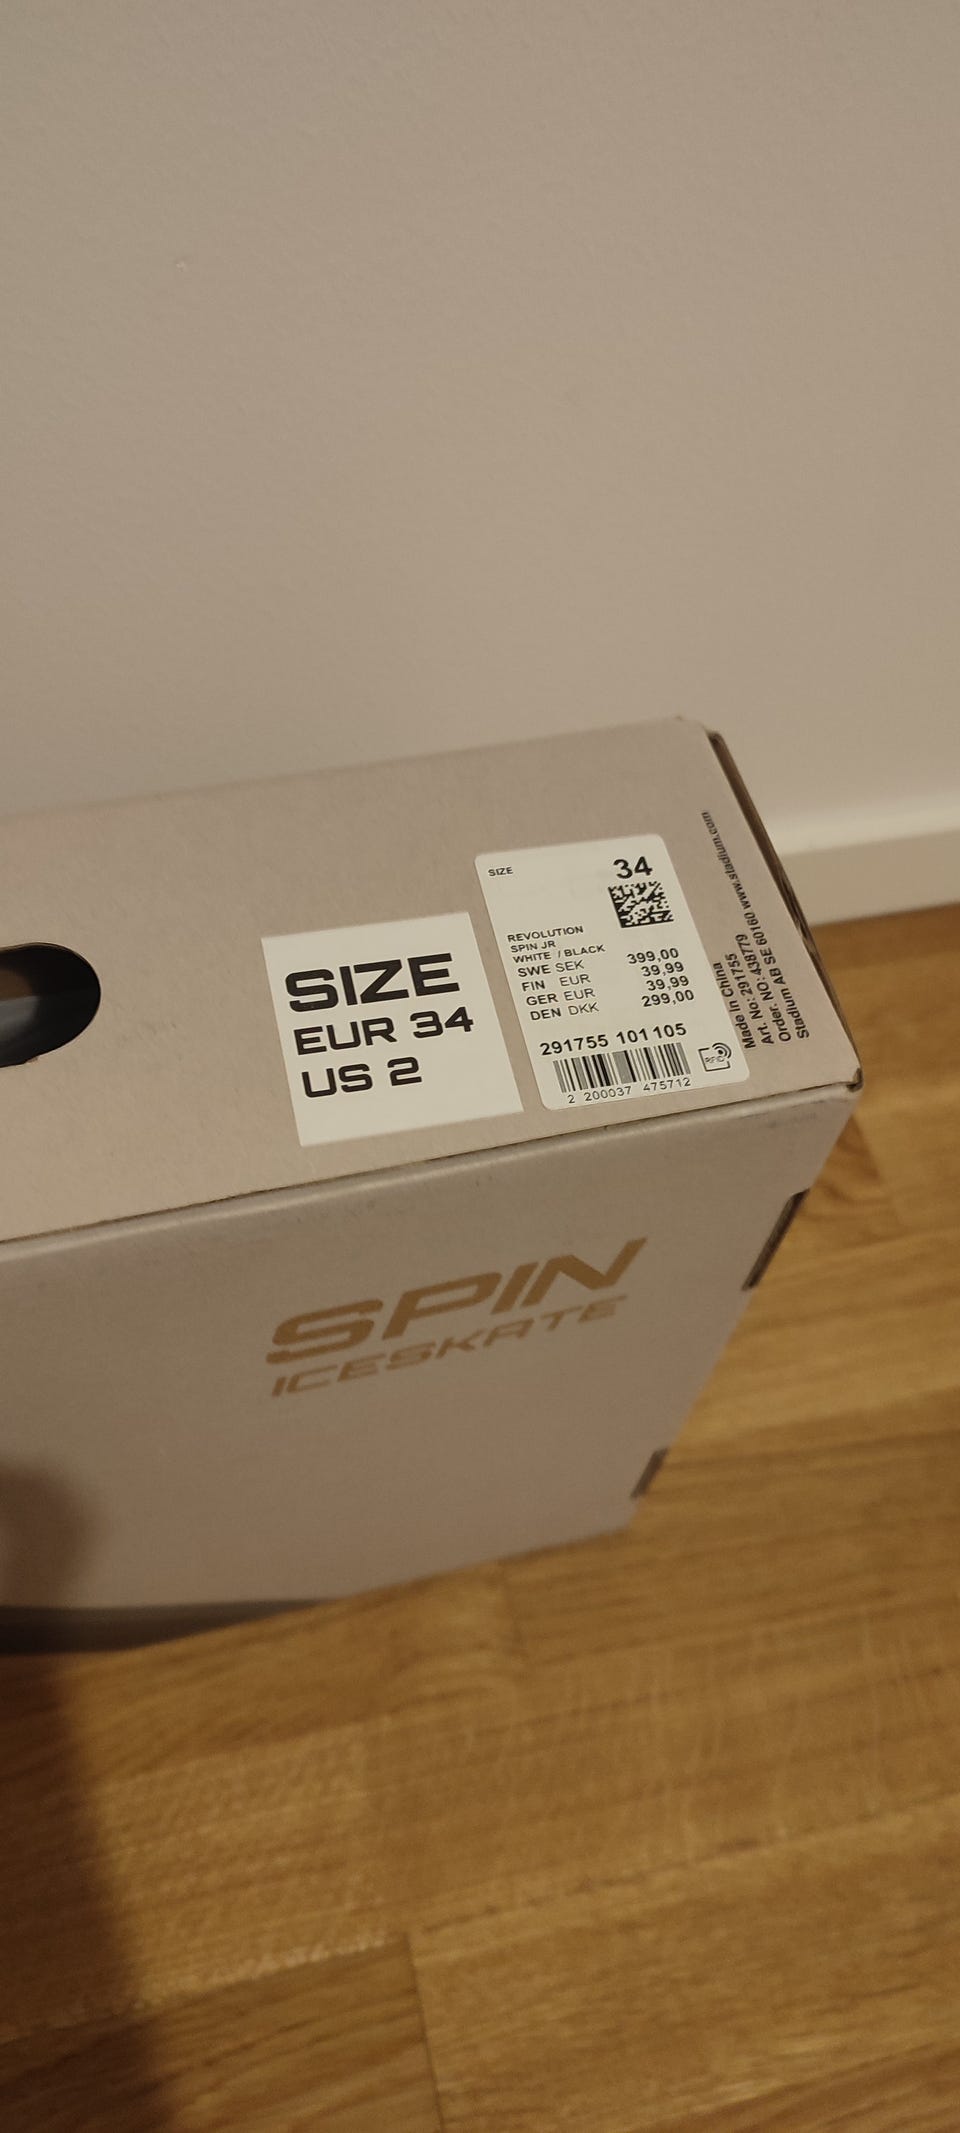 SIZE
EUR 34
US 2
SIZE 34
REVOLUTION
SPIN JR
WHITE / BLACK
SWE SEK 399,00
FIN EUR 39,99
GER EUR 39,99
DEN DKK 299,00
291755 101105
2 200037 475712
RFID
Made in China
Art. No: 291755
Order. NO: 438779
Stadium AB SE 60160 www.stadium.com
SPIN
ICESKATE